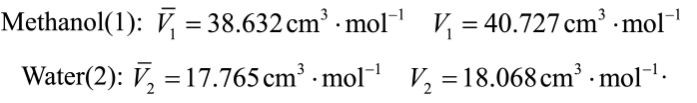 Methanol(1): V̄₁ = 38.632 cm³·mol⁻¹ V₁ = 40.727 cm³·mol⁻¹
Water(2): V̄₂ = 17.765 cm³·mol⁻¹ V₂ = 18.068 cm³·mol⁻¹.